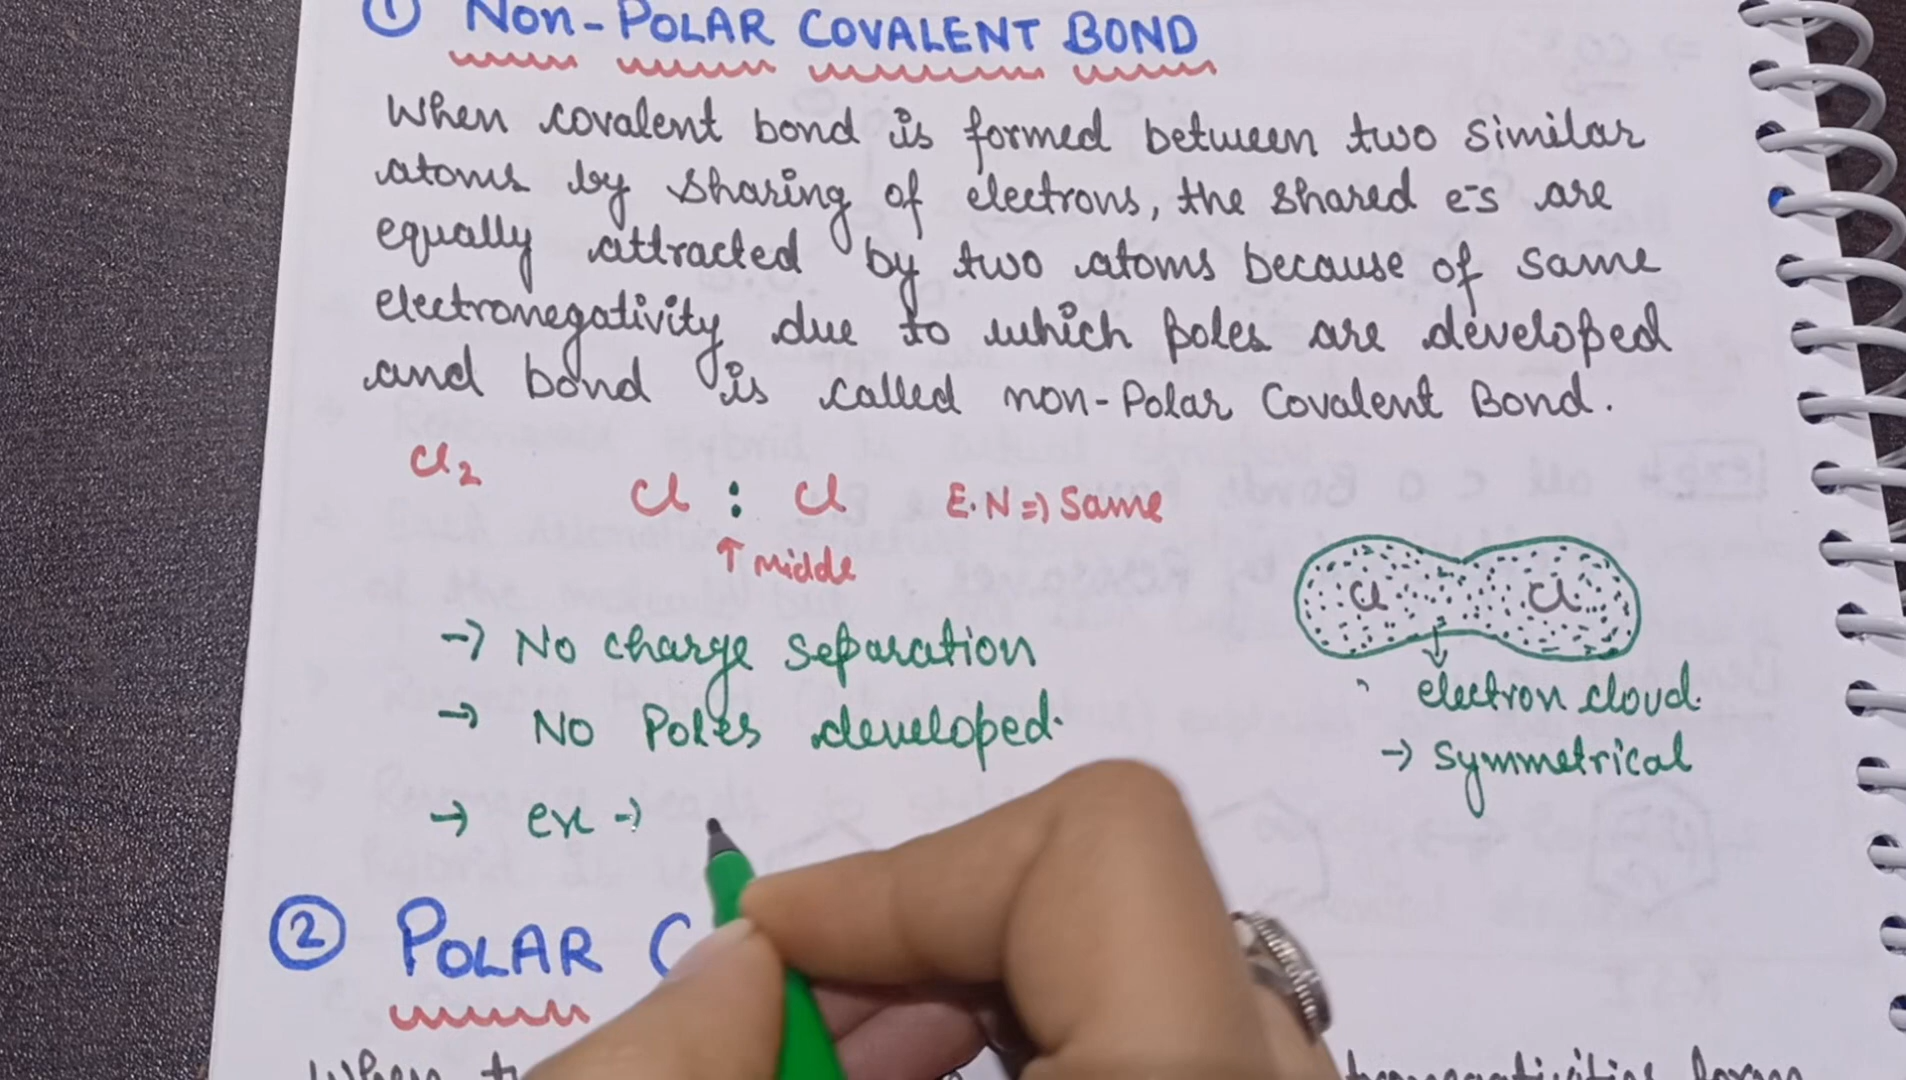 ① NON-POLAR COVALENT BOND
When covalent bond is formed between two similar
atoms by sharing of electrons, the shared e-s are
equally attracted by two atoms because of same
electronegativity due to which poles are developed
and bond is called non-Polar Covalent Bond.
Cl2
Cl : Cl E.N => Same
↑ middle
Cl Cl
→ No charge separation
electron cloud.
→ No Poles developed.
→ symmetrical
→ ex →
② POLAR C
When